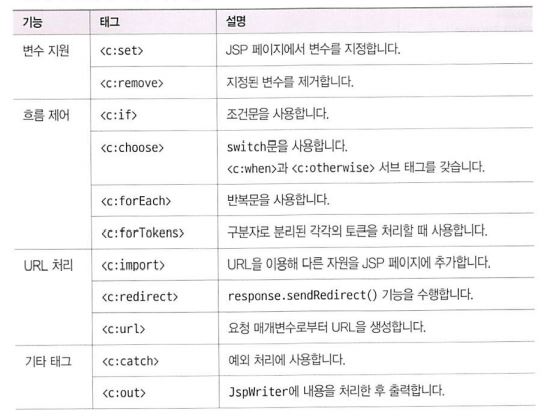 기능 태그 설명
변수 지원 <c:set> JSP 페이지에서 변수를 지정합니다.
<c:remove> 지정된 변수를 제거합니다.
흐름 제어 <c:if> 조건문을 사용합니다.
<c:choose> switch문을 사용합니다.
<c:when>과 <c:otherwise> 서브 태그를 갖습니다.
<c:forEach> 반복문을 사용합니다.
<c:forTokens> 구분자로 분리된 각각의 토큰을 처리할 때 사용합니다.
URL 처리 <c:import> URL을 이용해 다른 자원을 JSP 페이지에 추가합니다.
<c:redirect> response.sendRedirect() 기능을 수행합니다.
<c:url> 요청 매개변수로부터 URL을 생성합니다.
기타 태그 <c:catch> 예외 처리에 사용합니다.
<c:out> JspWriter에 내용을 처리한 후 출력합니다.